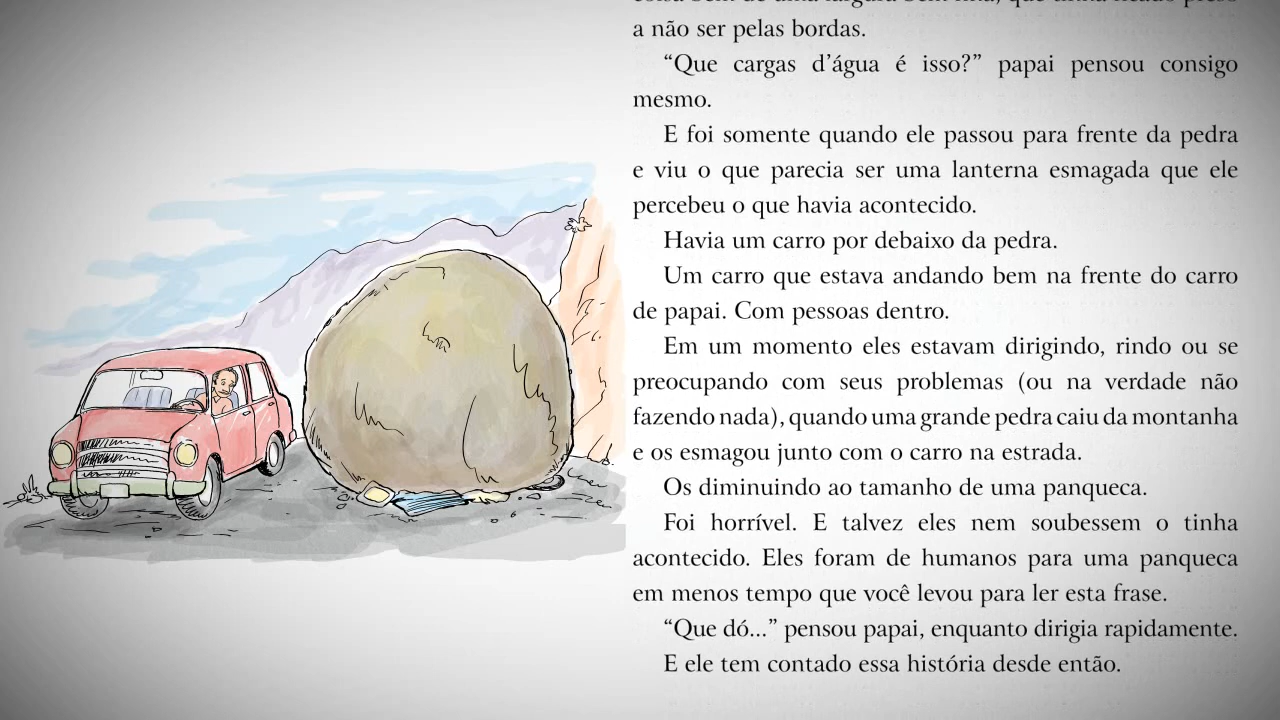 a não ser pelas bordas.
“Que cargas d’água é isso?” papai pensou consigo
mesmo.
E foi somente quando ele passou para frente da pedra
e viu o que parecia ser uma lanterna esmagada que ele
percebeu o que havia acontecido.
Havia um carro por debaixo da pedra.
Um carro que estava andando bem na frente do carro
de papai. Com pessoas dentro.
Em um momento eles estavam dirigindo, rindo ou se
preocupando com seus problemas (ou na verdade não
fazendo nada), quando uma grande pedra caiu da montanha
e os esmagou junto com o carro na estrada.
Os diminuindo ao tamanho de uma panqueca.
Foi horrível. E talvez eles nem soubessem o tinha
acontecido. Eles foram de humanos para uma panqueca
em menos tempo que você levou para ler esta frase.
“Que dó...” pensou papai, enquanto dirigia rapidamente.
E ele tem contado essa história desde então.